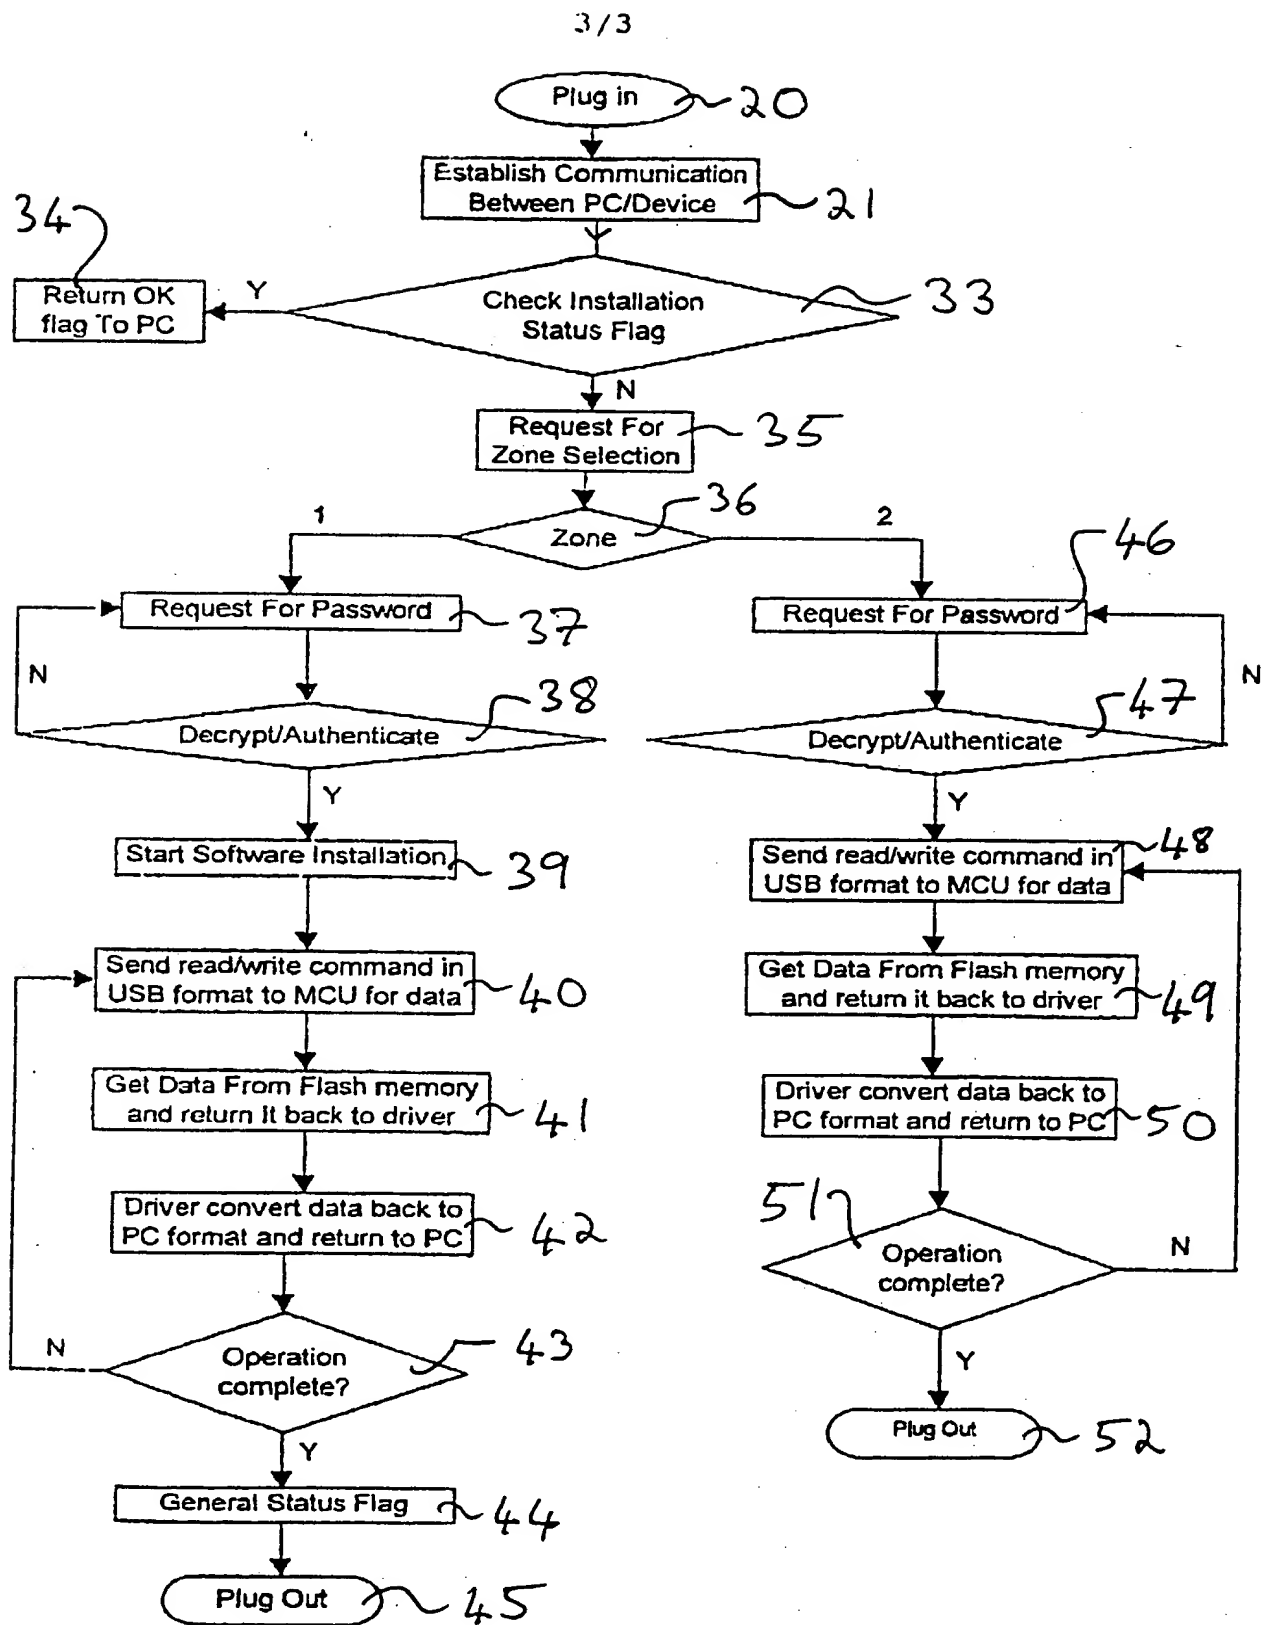 3/3
Plug in
20
Establish Communication
Between PC/Device
21
34
Return OK
flag To PC
Y
Check Installation
Status Flag
33
N
Request For
Zone Selection
35
1
Zone
36
2
46
Request For Password
37
Request For Password
N
N
Decrypt/Authenticate
38
Decrypt/Authenticate
47
Y
Y
Start Software Installation
39
Send read/write command in
USB format to MCU for data
48
Send read/write command in
USB format to MCU for data
40
Get Data From Flash memory
and return it back to driver
49
Get Data From Flash memory
and return It back to driver
41
Driver convert data back to
PC format and return to PC
50
Driver convert data back to
PC format and return to PC
42
51
Operation
complete?
N
N
Operation
complete?
43
Y
Plug Out
52
Y
General Status Flag
44
Plug Out
45